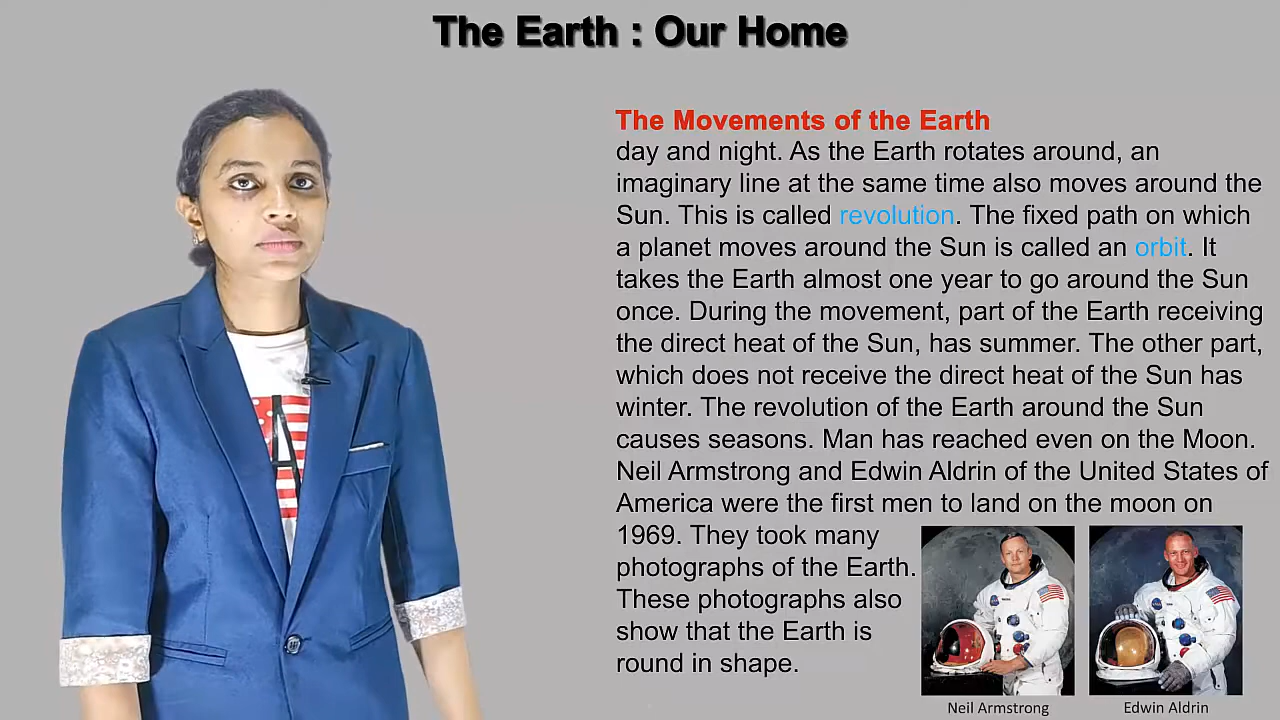 The Earth : Our Home
The Movements of the Earth
day and night. As the Earth rotates around, an
imaginary line at the same time also moves around the
Sun. This is called revolution. The fixed path on which
a planet moves around the Sun is called an orbit. It
takes the Earth almost one year to go around the Sun
once. During the movement, part of the Earth receiving
the direct heat of the Sun, has summer. The other part,
which does not receive the direct heat of the Sun has
winter. The revolution of the Earth around the Sun
causes seasons. Man has reached even on the Moon.
Neil Armstrong and Edwin Aldrin of the United States of
America were the first men to land on the moon on
1969. They took many
photographs of the Earth.
These photographs also
show that the Earth is
round in shape.
Neil Armstrong
Edwin Aldrin